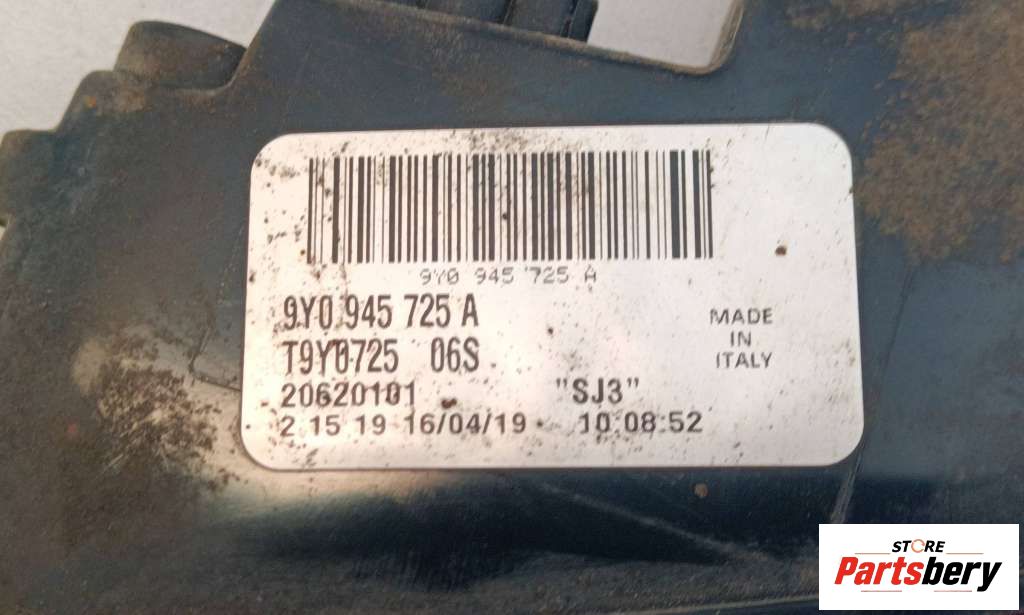 9Y0 945 725 A
9Y0 945 725 A
T9Y0725 06S
20620101 "SJ3"
2 15 19 16/04/19 10:08:52
MADE
IN
ITALY
STORE
Partsbery